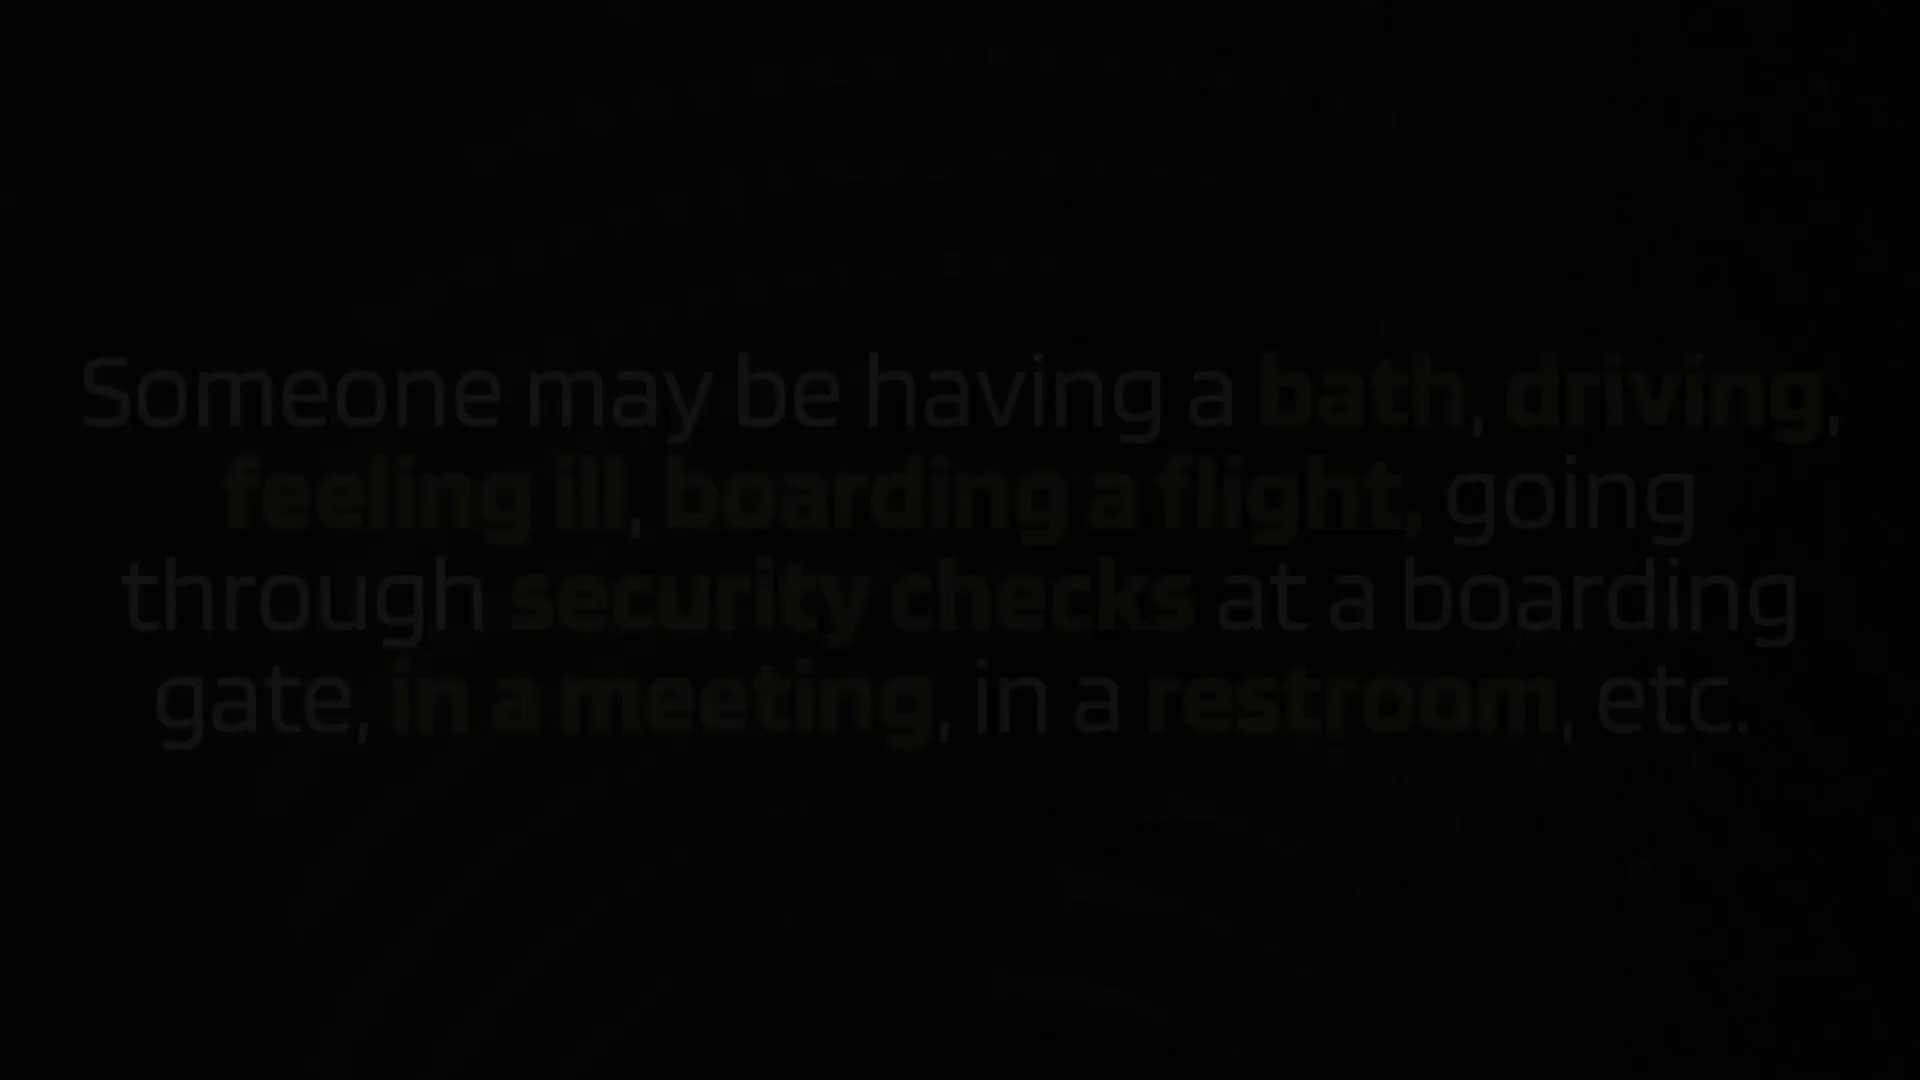 Someone may be having a bath, driving,
feeling ill, boarding a flight, going
through security checks at a boarding
gate, in a meeting, in a restroom, etc.